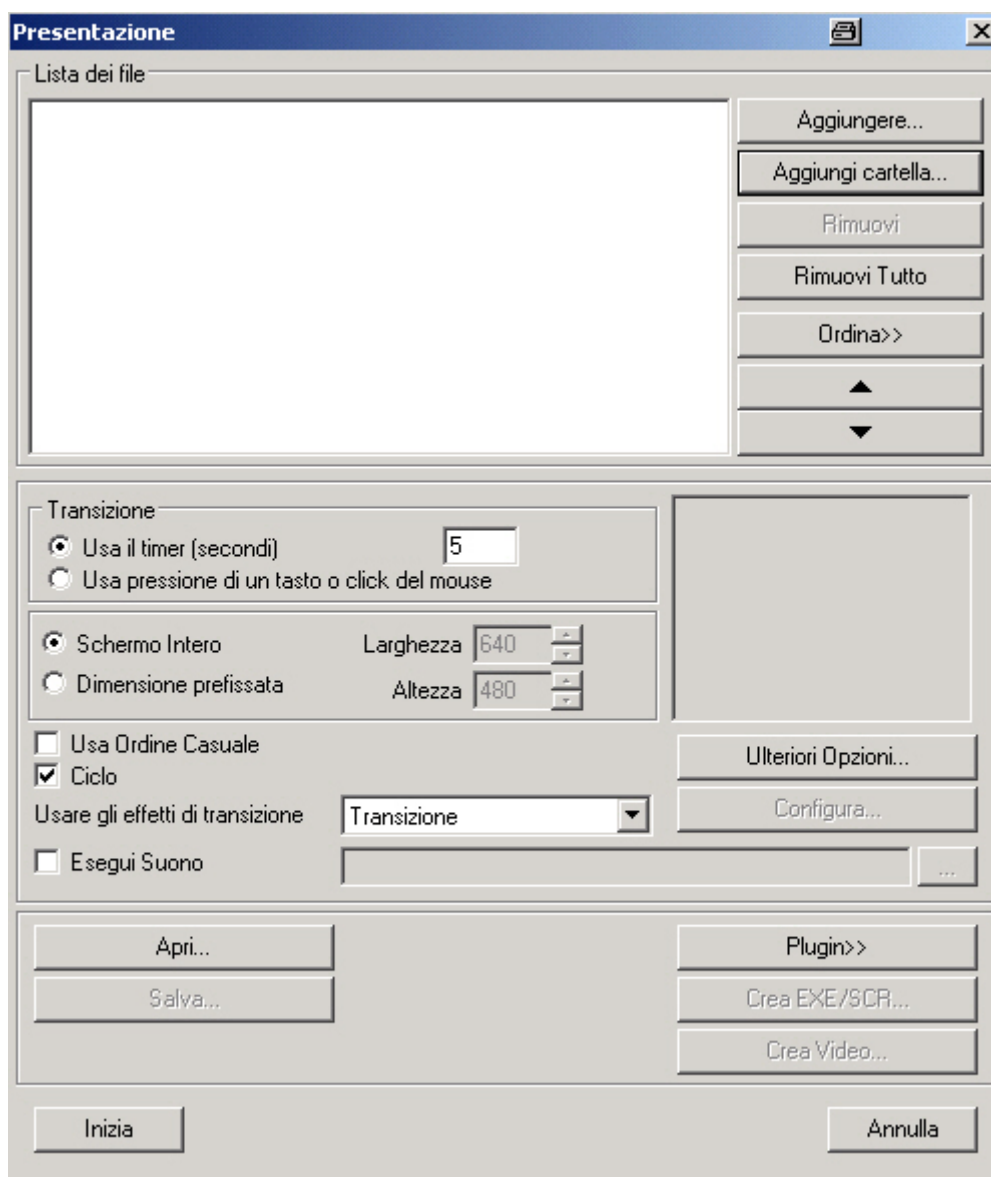 Presentazione
Lista dei file
Aggiungere...
Aggiungi cartella...
Rimuovi
Rimuovi Tutto
Ordina>>
Transizione
Usa il timer (secondi) 5
Usa pressione di un tasto o click del mouse
Schermo Intero Larghezza 640
Dimensione prefissata Altezza 480
Usa Ordine Casuale
Ciclo
Ulteriori Opzioni...
Usare gli effetti di transizione Transizione
Configura...
Esegui Suono ...
Apri...
Plugin>>
Salva...
Crea EXE/SCR...
Crea Video...
Inizia Annulla